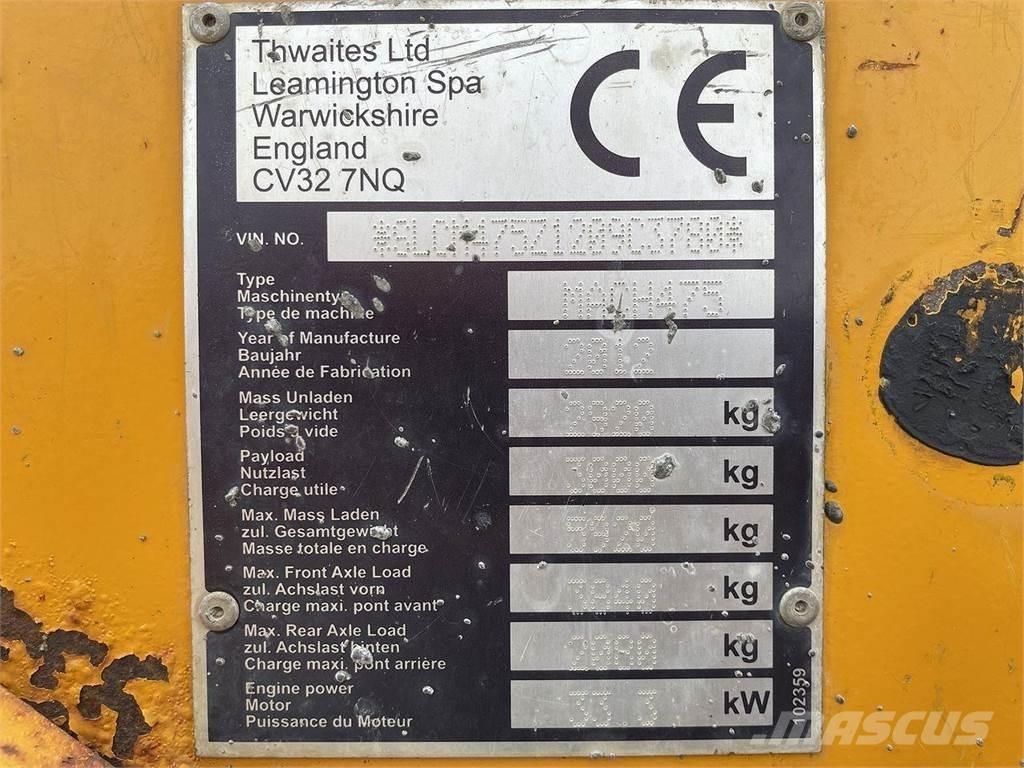 Thwaites Ltd
Leamington Spa
Warwickshire
England
CV32 7NQ
CE
VIN. NO.
Type
Maschinenty
Type de machine
Year of Manufacture
Baujahr
Année de Fabrication
2012
Mass Unladen
Leergewicht
Poids à vide
kg
Payload
Nutzlast
Charge utile
kg
Max. Mass Laden
zul. Gesamtgewicht
Masse totale en charge
kg
Max. Front Axle Load
zul. Achslast vorn
Charge maxi. pont avant
kg
Max. Rear Axle Load
zul. Achslast hinten
Charge maxi. pont arrière
kg
Engine power
Motor
Puissance du Moteur
kW
102359
MASCUS